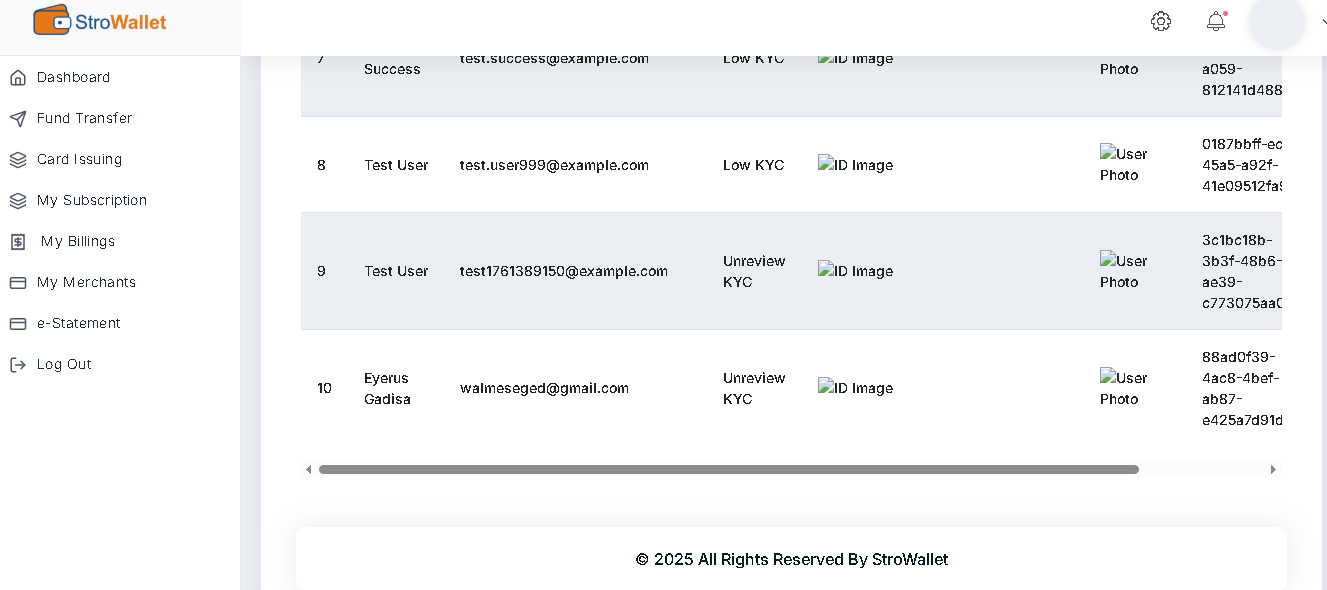 StroWallet
Dashboard
Fund Transfer
Card Issuing
My Subscription
My Billings
My Merchants
e-Statement
Log Out
7
Success
test.success@example.com
Low KYC
ID Image
Photo
a059-
812141d488
8
Test User
test.user999@example.com
Low KYC
ID Image
User
Photo
0187bbff-ec
45a5-a92f-
41e09512fa9
9
Test User
test1761389150@example.com
Unreview
KYC
ID Image
User
Photo
3c1bc18b-
3b3f-48b6-
ae39-
c773075aa0
10
Eyerus
Gadisa
walmeseged@gmail.com
Unreview
KYC
ID Image
User
Photo
88ad0f39-
4ac8-4bef-
ab87-
e425a7d91d
© 2025 All Rights Reserved By StroWallet